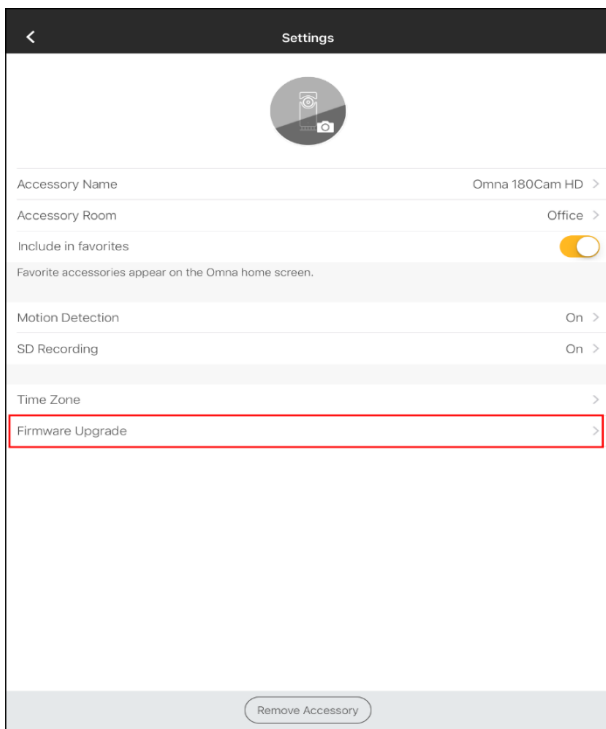 Settings
Accessory Name Omna 180Cam HD
Accessory Room Office
Include in favorites
Favorite accessories appear on the Omna home screen.
Motion Detection On
SD Recording On
Time Zone
Firmware Upgrade
Remove Accessory